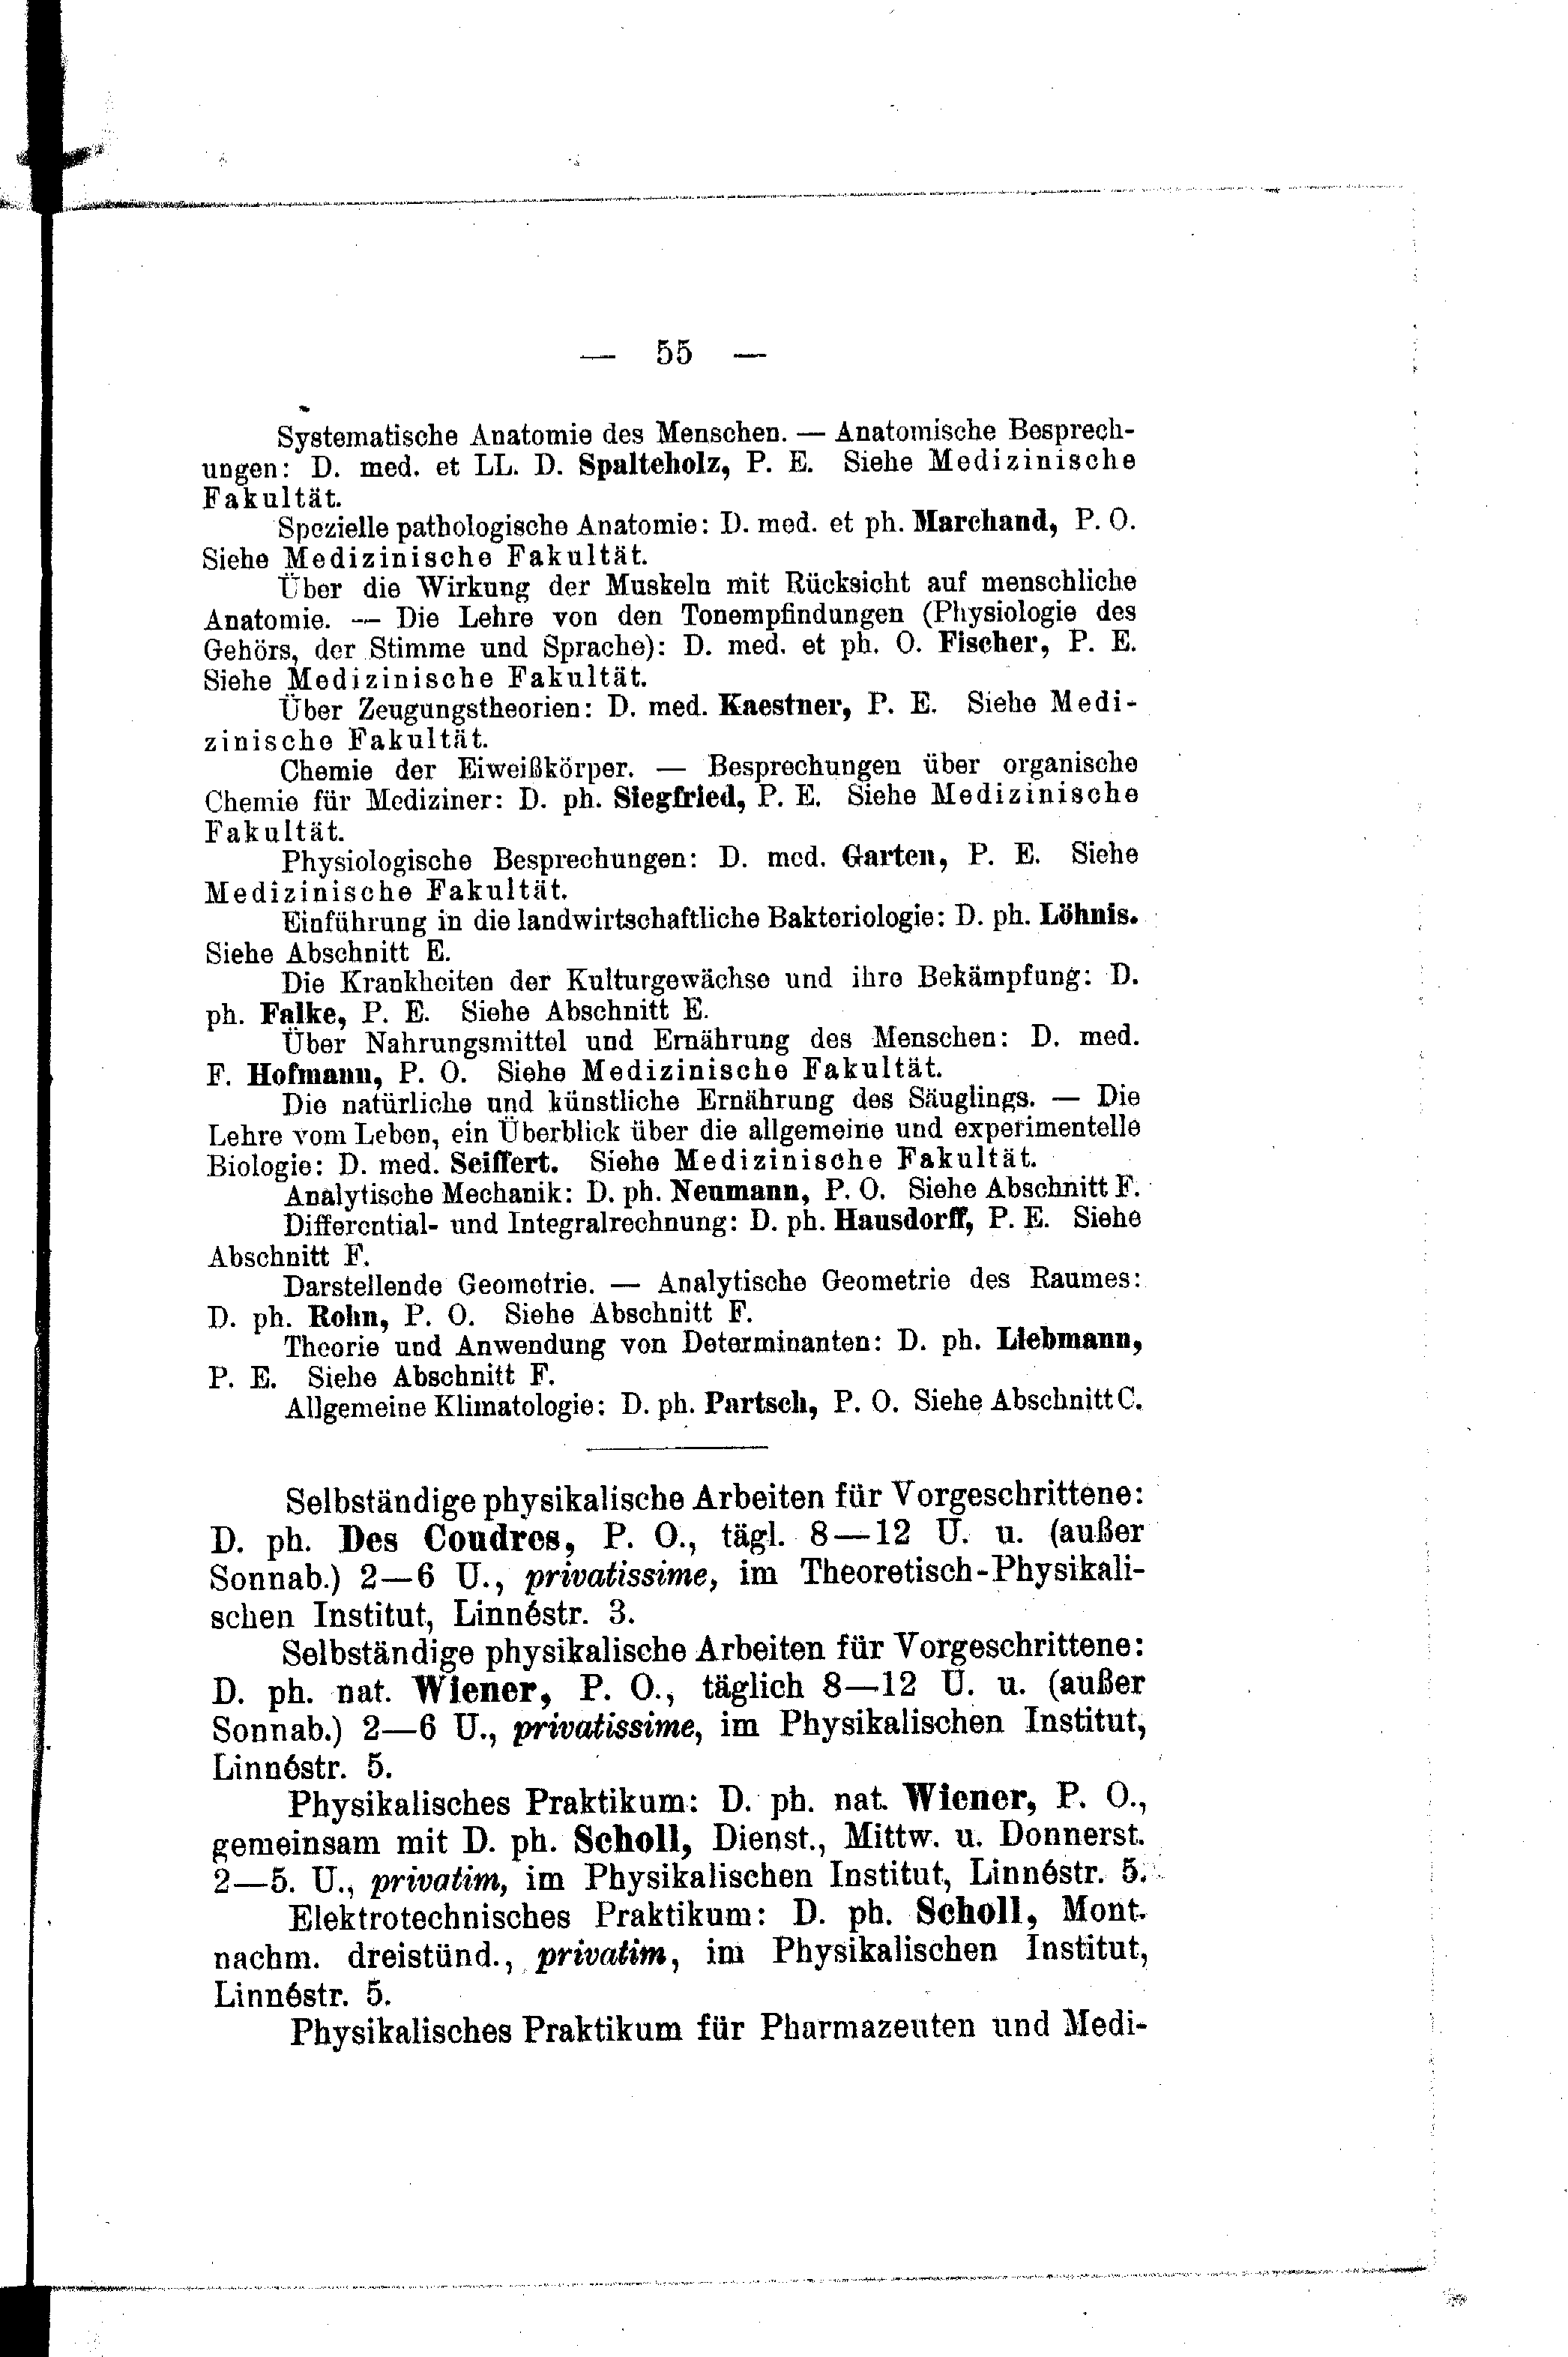 — 55 —
Systematische Anatomie des Menschen. — Anatomische Besprech-
ungen: D. med. et LL. D. Spalteholz, P. E. Siehe Medizinische
Fakultät.
Spezielle pathologische Anatomie: D. med. et ph. Marchand, P. O.
Siehe Medizinische Fakultät.
Über die Wirkung der Muskeln mit Rücksicht auf menschliche
Anatomie. — Die Lehre von den Tonempfindungen (Physiologie des
Gehörs, der Stimme und Sprache): D. med. et ph. O. Fischer, P. E.
Siehe Medizinische Fakultät.
Über Zeugungstheorien: D. med. Kaestner, P. E. Siehe Medi-
zinische Fakultät.
Chemie der Eiweißkörper. — Besprechungen über organische
Chemie für Mediziner: D. ph. Siegfried, P. E. Siehe Medizinische
Fakultät.
Physiologische Besprechungen: D. med. Garten, P. E. Siehe
Medizinische Fakultät.
Einführung in die landwirtschaftliche Bakteriologie: D. ph. Löhnis.
Siehe Abschnitt E.
Die Krankheiten der Kulturgewächse und ihre Bekämpfung: D.
ph. Falke, P. E. Siehe Abschnitt E.
Über Nahrungsmittel und Ernährung des Menschen: D. med.
F. Hofmann, P. O. Siehe Medizinische Fakultät.
Die natürliche und künstliche Ernährung des Säuglings. — Die
Lehre vom Leben, ein Überblick über die allgemeine und experimentelle
Biologie: D. med. Seiffert. Siehe Medizinische Fakultät.
Analytische Mechanik: D. ph. Neumann, P. O. Siehe Abschnitt F.
Differential- und Integralrechnung: D. ph. Hausdorff, P. E. Siehe
Abschnitt F.
Darstellende Geometrie. — Analytische Geometrie des Raumes:
D. ph. Rohn, P. O. Siehe Abschnitt F.
Theorie und Anwendung von Determinanten: D. ph. Liebmann,
P. E. Siehe Abschnitt F.
Allgemeine Klimatologie: D. ph. Partsch, P. O. Siehe Abschnitt C.
Selbständige physikalische Arbeiten für Vorgeschrittene:
D. ph. Des Coudres, P. O., tägl. 8—12 U. u. (außer
Sonnab.) 2—6 U., privatissime, im Theoretisch-Physikali-
schen Institut, Linnéstr. 3.
Selbständige physikalische Arbeiten für Vorgeschrittene:
D. ph. nat. Wiener, P. O., täglich 8—12 U. u. (außer
Sonnab.) 2—6 U., privatissime, im Physikalischen Institut,
Linnéstr. 5.
Physikalisches Praktikum: D. ph. nat. Wiener, P. O.,
gemeinsam mit D. ph. Scholl, Dienst., Mittw. u. Donnerst.
2—5. U., privatim, im Physikalischen Institut, Linnéstr. 5.
Elektrotechnisches Praktikum: D. ph. Scholl, Mont.
nachm. dreistünd., privatim, im Physikalischen Institut,
Linnéstr. 5.
Physikalisches Praktikum für Pharmazeuten und Medi-